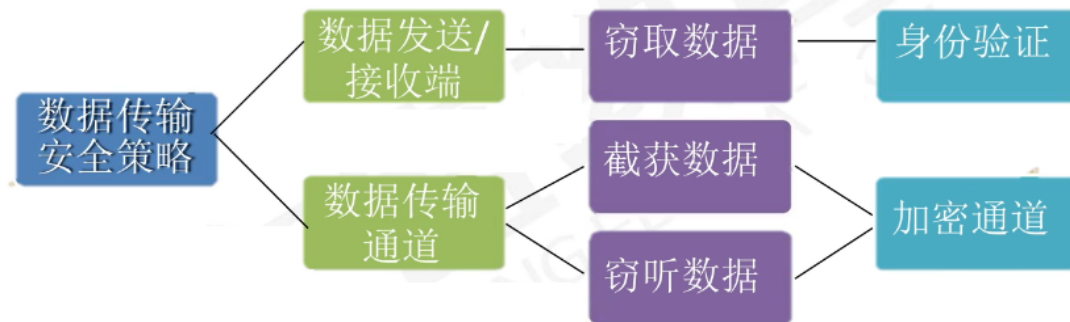 数据传输
安全策略
数据发送/
接收端
窃取数据
身份验证
数据传输
通道
截获数据
窃听数据
加密通道